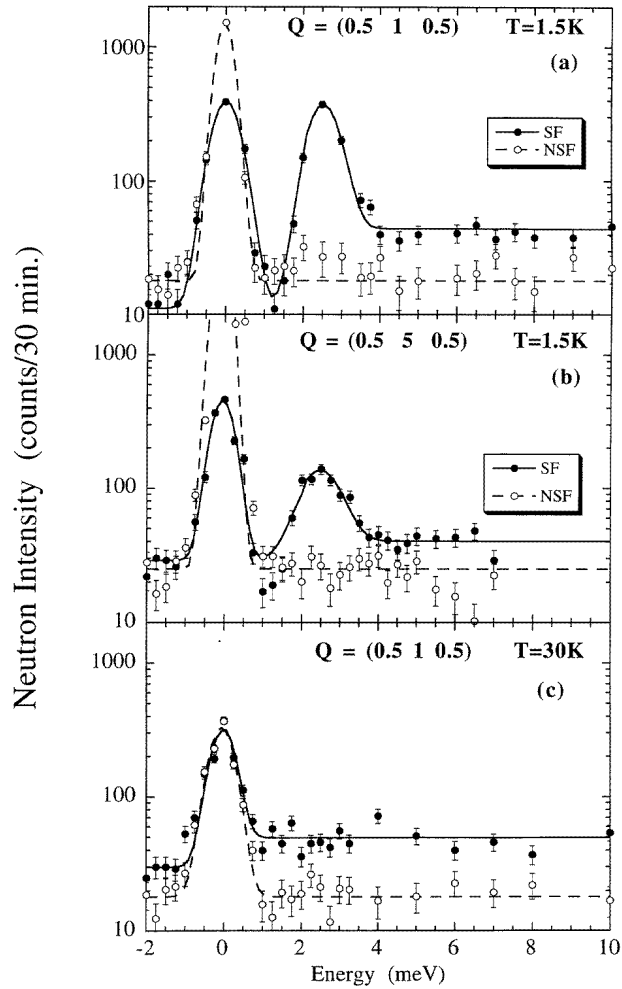 Neutron Intensity (counts/30 min.)
Q = (0.5 1 0.5) T=1.5K
(a)
1000
100
10
SF
NSF
Q = (0.5 5 0.5) T=1.5K
(b)
1000
100
10
SF
NSF
Q = (0.5 1 0.5) T=30K
(c)
1000
100
10
-2 0 2 4 6 8 10
Energy (meV)